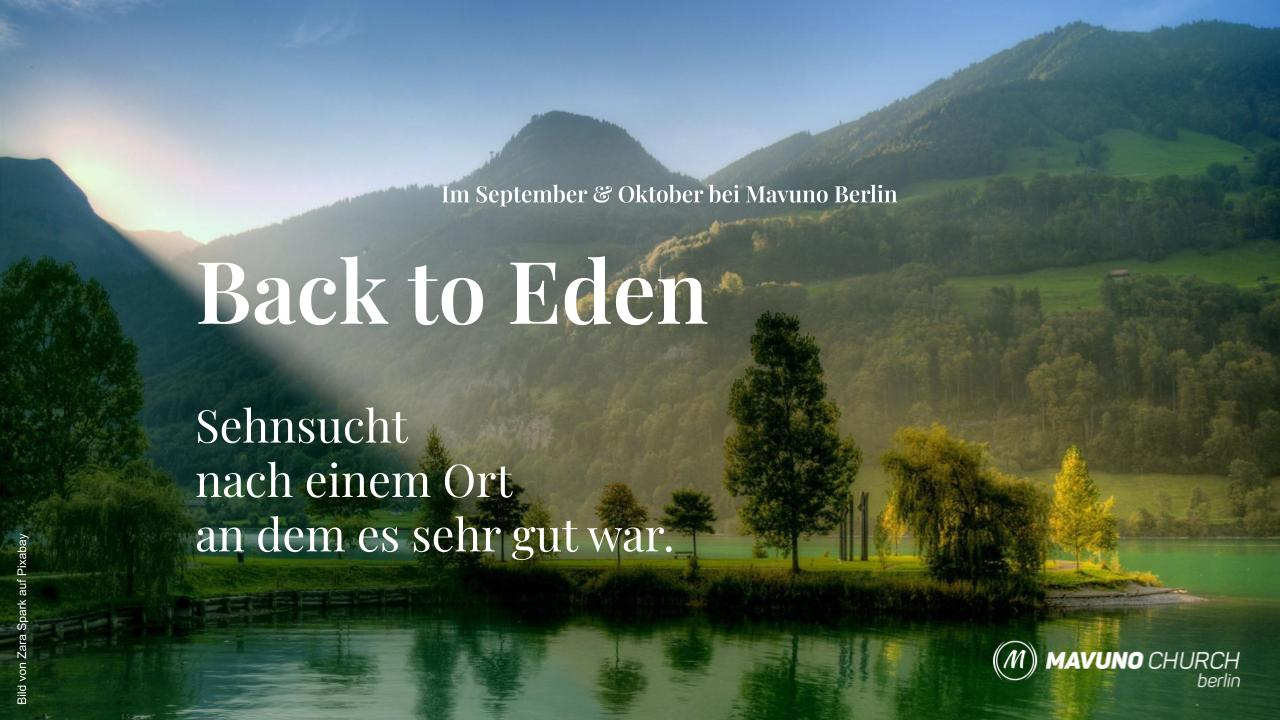 Im September & Oktober bei Mavuno Berlin
Back to Eden
Sehnsucht
nach einem Ort
an dem es sehr gut war.
Bild von Zara Spark auf Pixabay
M MAVUNO CHURCH
berlin